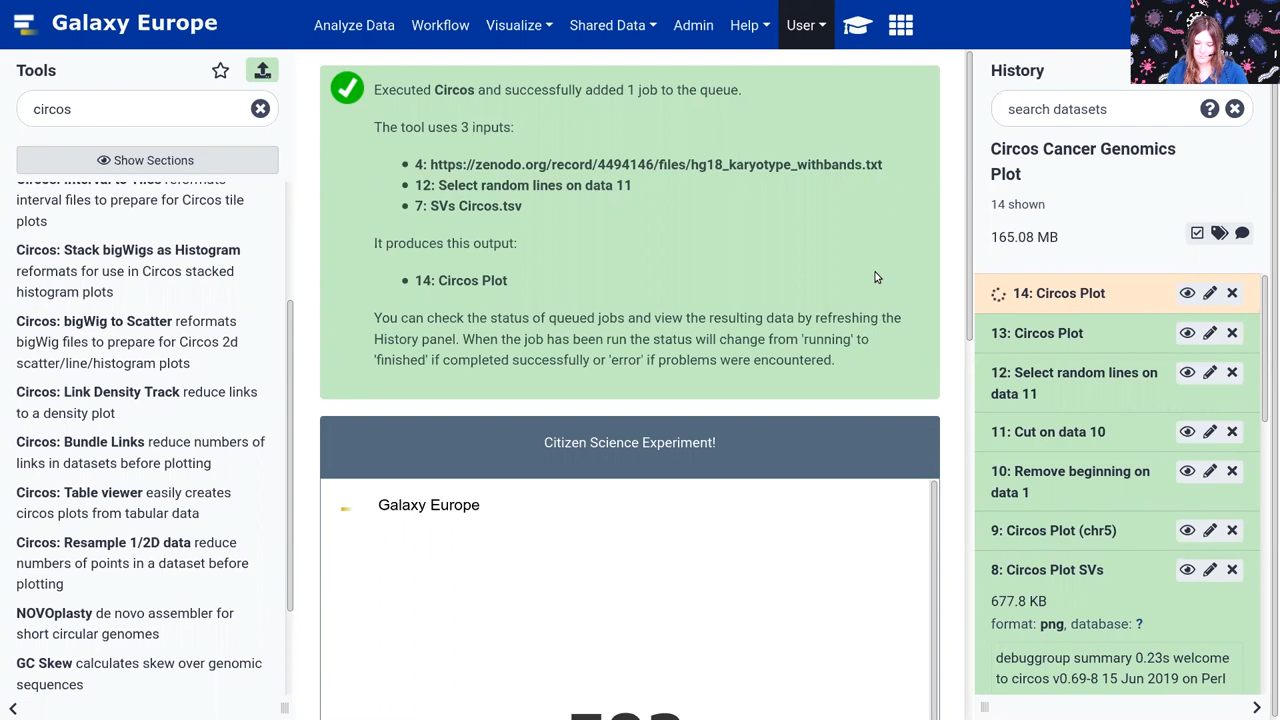 Galaxy Europe
Analyze Data
Workflow
Visualize
Shared Data
Admin
Help
User
Tools
circos
Show Sections
interval files to prepare for Circos tile
plots
Circos: Stack bigWigs as Histogram
reformats for use in Circos stacked
histogram plots
Circos: bigWig to Scatter reformats
bigWig files to prepare for Circos 2d
scatter/line/histogram plots
Circos: Link Density Track reduce links
to a density plot
Circos: Bundle Links reduce numbers of
links in datasets before plotting
Circos: Table viewer easily creates
circos plots from tabular data
Circos: Resample 1/2D data reduce
numbers of points in a dataset before
plotting
NOVOplasty de novo assembler for
short circular genomes
GC Skew calculates skew over genomic
sequences
Executed Circos and successfully added 1 job to the queue.
The tool uses 3 inputs:
4: https://zenodo.org/record/4494146/files/hg18_karyotype_withbands.txt
12: Select random lines on data 11
7: SVs Circos.tsv
It produces this output:
14: Circos Plot
You can check the status of queued jobs and view the resulting data by refreshing the
History panel. When the job has been run the status will change from 'running' to
'finished' if completed successfully or 'error' if problems were encountered.
Citizen Science Experiment!
Galaxy Europe
History
search datasets
Circos Cancer Genomics
Plot
14 shown
165.08 MB
14: Circos Plot
13: Circos Plot
12: Select random lines on
data 11
11: Cut on data 10
10: Remove beginning on
data 1
9: Circos Plot (chr5)
8: Circos Plot SVs
677.8 KB
format: png, database: ?
debuggroup summary 0.23s welcome
to circos v0.69-8 15 Jun 2019 on Perl